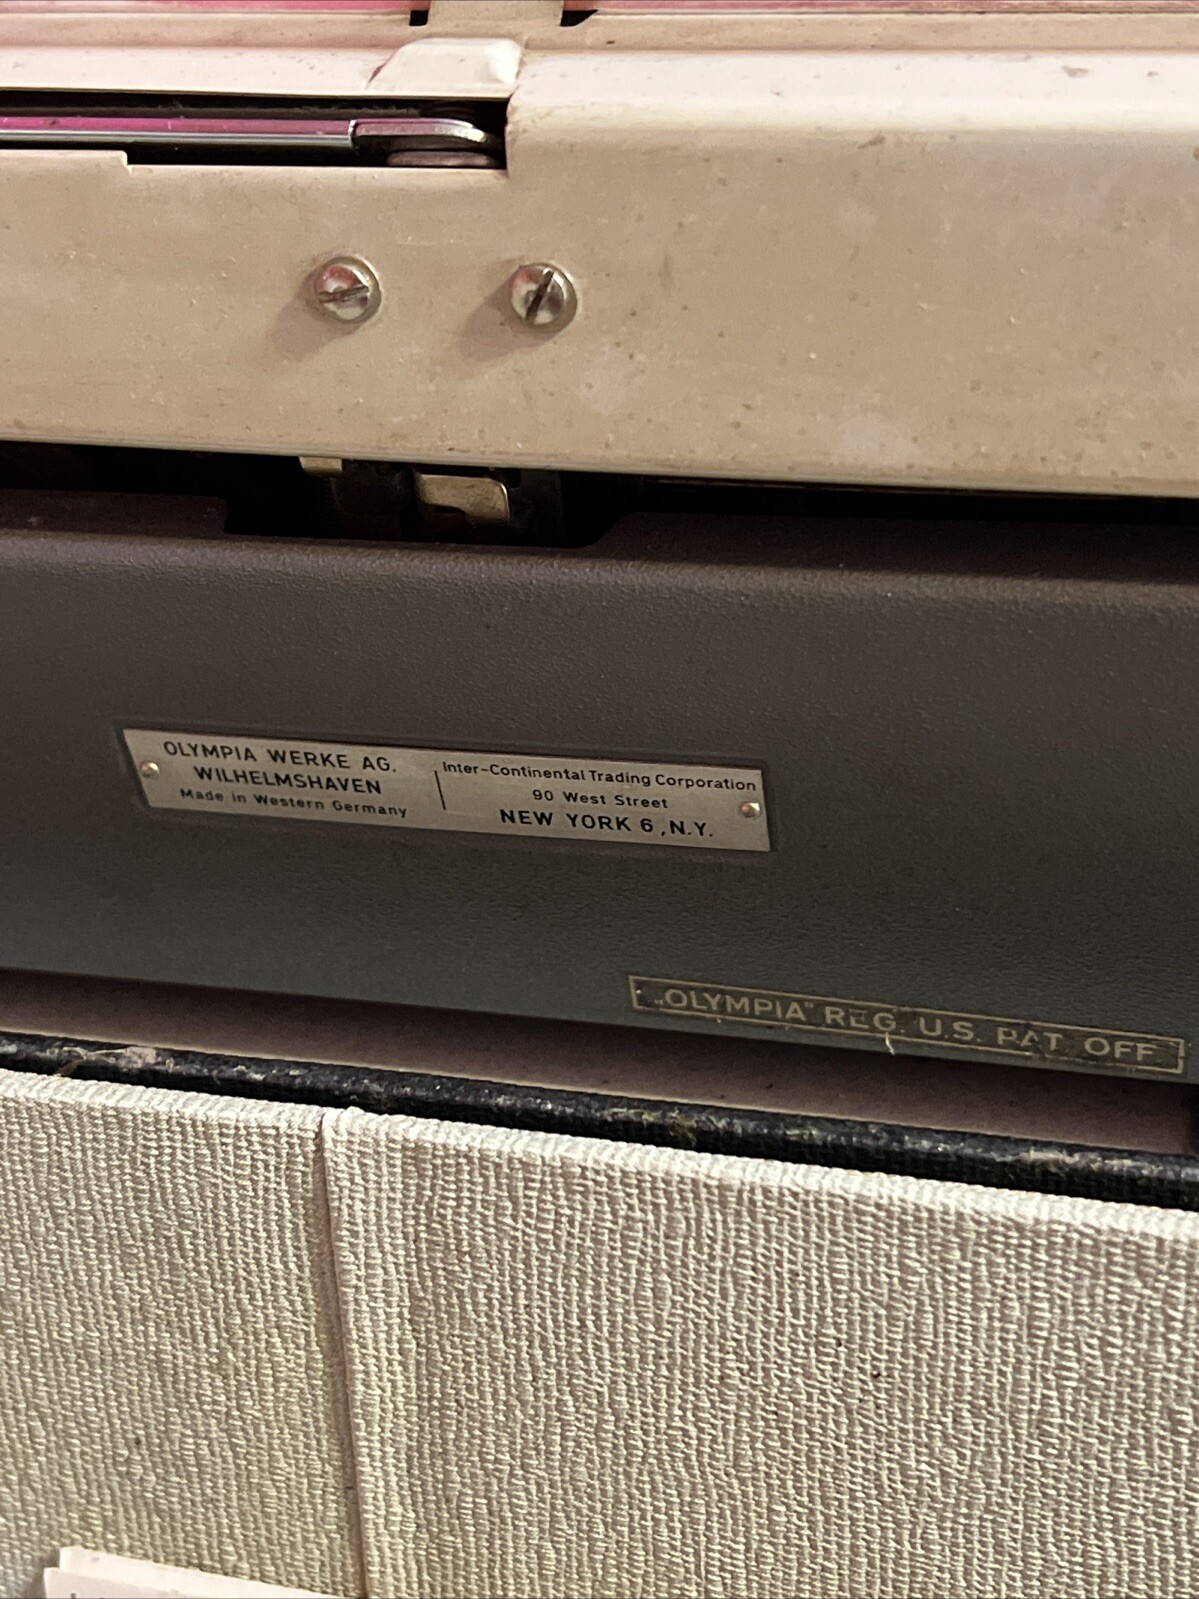 OLYMPIA WERKE AG.
WILHELMSHAVEN
Made in Western Germany
Inter-Continental Trading Corporation
90 West Street
NEW YORK 6, N.Y.
„OLYMPIA" REG. U.S. PAT. OFF